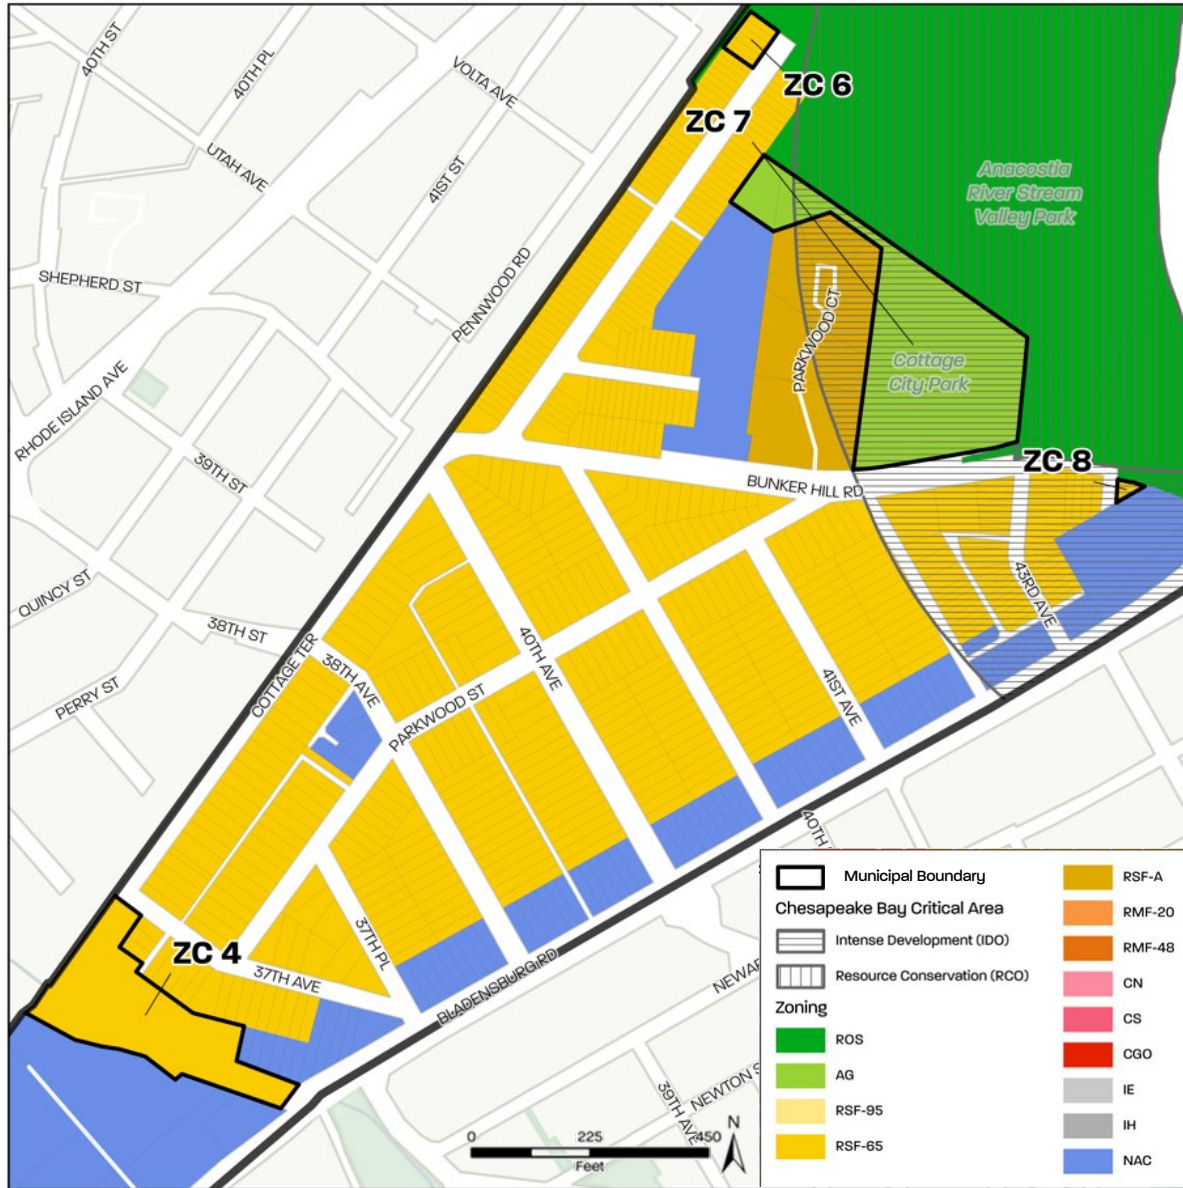 40TH ST
40TH PL
VOLTA AVE
UTAH AVE
41ST ST
SHEPHERD ST
PENNWOOD RD
RHODE ISLAND AVE
39TH ST
QUINCY ST
38TH ST
PERRY ST
COTTAGE TER
38TH AVE
PARKWOOD ST
40TH AVE
41ST AVE
37TH PL
37TH AVE
BLADENSBURG RD
BUNKER HILL RD
PARKWOOD CT
43RD AVE
ZC 6
ZC 7
ZC 8
ZC 4
Anacostia
River Stream
Valley Park
Cottage
City Park
40TH
NEWAR
NEWTON S
39TH AVE
0 225 450
Feet
N
Municipal Boundary
Chesapeake Bay Critical Area
Intense Development (IDO)
Resource Conservation (RCO)
Zoning
ROS
AG
RSF-95
RSF-65
RSF-A
RMF-20
RMF-48
CN
CS
CGO
IE
IH
NAC